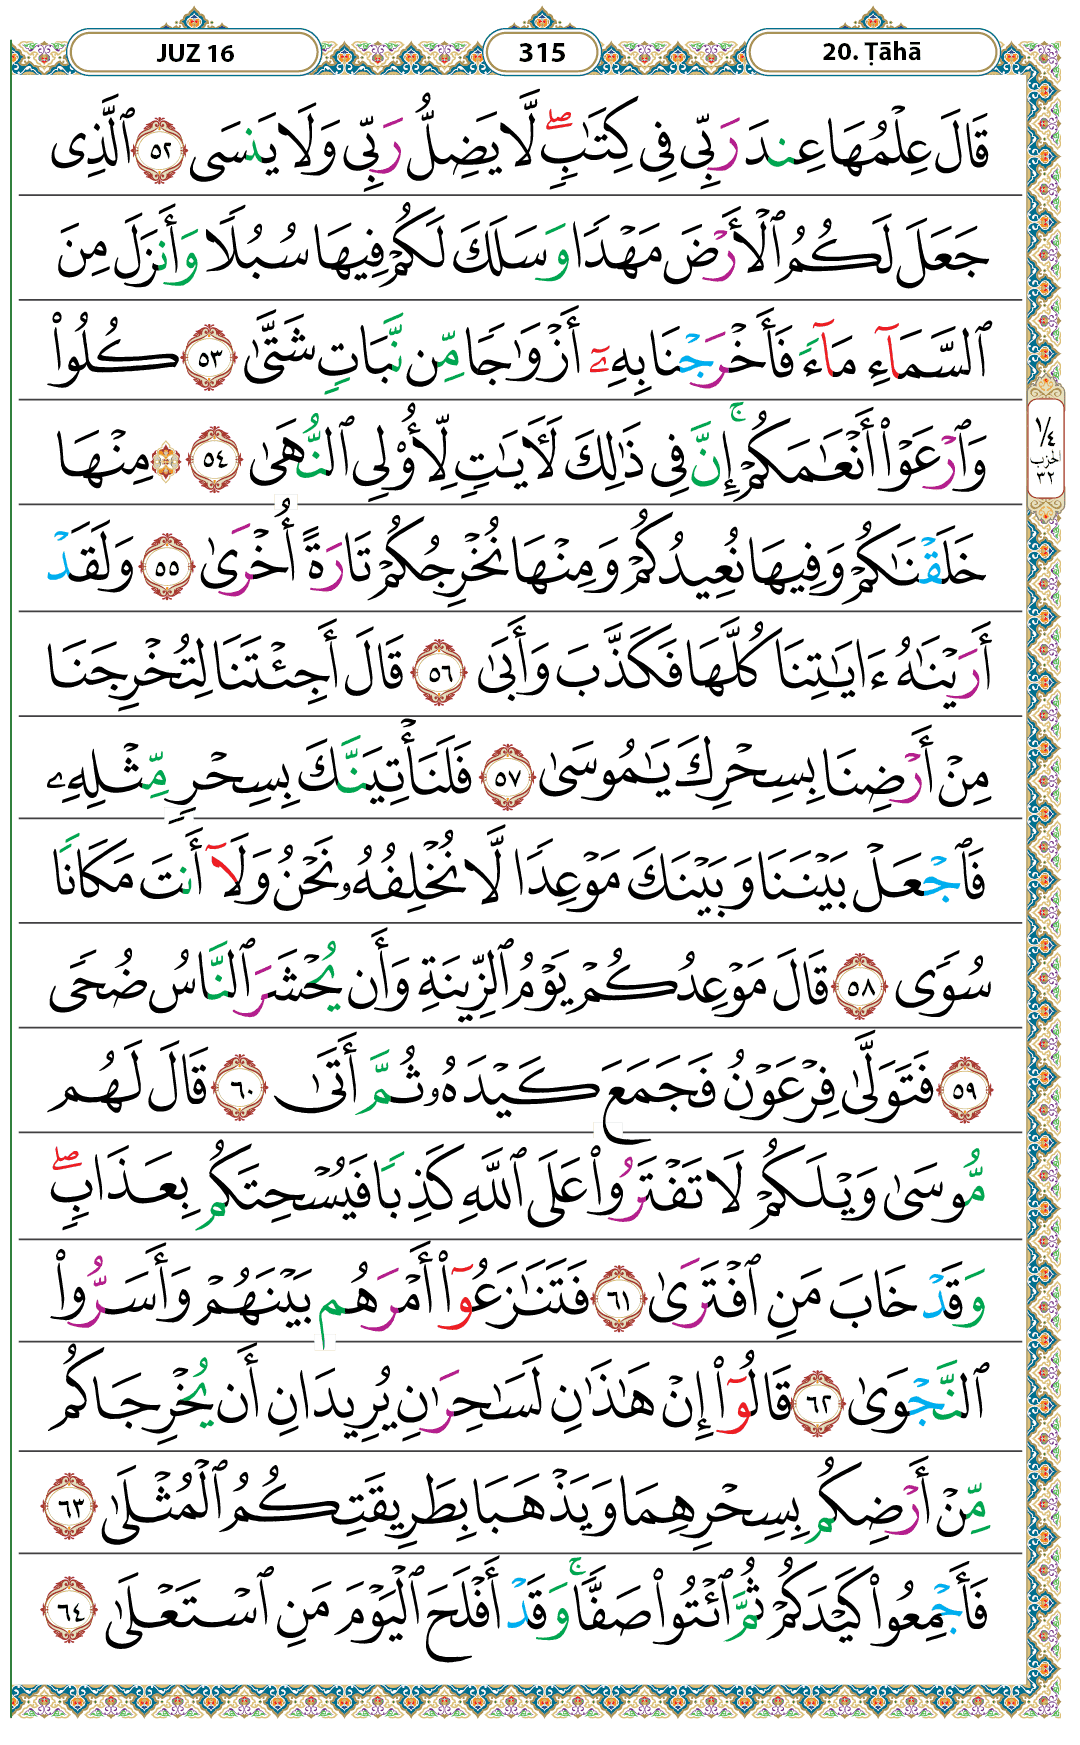 JUZ 16
315
20. Ṭāhā
قَالَ عِلْمُهَا عِندَ رَبِّى فِى كِتَـٰبٍۢ ۖ لَّا يَضِلُّ رَبِّى وَلَا يَنسَى ٥٢ ٱلَّذِى
جَعَلَ لَكُمُ ٱلْأَرْضَ مَهْدًا وَسَلَكَ لَكُمْ فِيهَا سُبُلًا وَأَنزَلَ مِنَ
ٱلسَّمَآءِ مَآءً فَأَخْرَجْنَا بِهِۦٓ أَزْوَٰجًا مِّن نَّبَاتٍ شَتَّىٰ ٥٣ كُلُوا۟
وَٱرْعَوْا۟ أَنْعَـٰمَكُمْ ۗ إِنَّ فِى ذَٰلِكَ لَـَٔايَـٰتٍ لِّأُو۟لِى ٱلنُّهَىٰ ٥٤ ۞ مِنْهَا
خَلَقْنَـٰكُمْ وَفِيهَا نُعِيدُكُمْ وَمِنْهَا نُخْرِجُكُمْ تَارَةً أُخْرَىٰ ٥٥ وَلَقَدْ
أَرَيْنَـٰهُ ءَايَـٰتِنَا كُلَّهَا فَكَذَّبَ وَأَبَىٰ ٥٦ قَالَ أَجِئْتَنَا لِتُخْرِجَنَا
مِنْ أَرْضِنَا بِسِحْرِكَ يَـٰمُوسَىٰ ٥٧ فَلَنَأْتِيَنَّكَ بِسِحْرٍ مِّثْلِهِۦ
فَٱجْعَلْ بَيْنَنَا وَبَيْنَكَ مَوْعِدًا لَّا نُخْلِفُهُۥ نَحْنُ وَلَآ أَنتَ مَكَانًا
سُوًى ٥٨ قَالَ مَوْعِدُكُمْ يَوْمُ ٱلزِّينَةِ وَأَن يُحْشَرَ ٱلنَّاسُ ضُحًى
٥٩ فَتَوَلَّىٰ فِرْعَوْنُ فَجَمَعَ كَيْدَهُۥ ثُمَّ أَتَىٰ ٦٠ قَالَ لَهُم
مُّوسَىٰ وَيْلَكُمْ لَا تَفْتَرُوا۟ عَلَى ٱللَّهِ كَذِبًا فَيُسْحِتَكُم بِعَذَابٍ ۖ
وَقَدْ خَابَ مَنِ ٱفْتَرَىٰ ٦١ فَتَنَـٰزَعُوٓا۟ أَمْرَهُم بَيْنَهُمْ وَأَسَرُّوا۟
ٱلنَّجْوَىٰ ٦٢ قَالُوٓا۟ إِنْ هَـٰذَٰنِ لَسَـٰحِرَٰنِ يُرِيدَانِ أَن يُخْرِجَاكُم
مِّنْ أَرْضِكُم بِسِحْرِهِمَا وَيَذْهَبَا بِطَرِيقَتِكُمُ ٱلْمُثْلَىٰ ٦٣
فَأَجْمِعُوا۟ كَيْدَكُمْ ثُمَّ ٱئْتُوا۟ صَفًّا ۚ وَقَدْ أَفْلَحَ ٱلْيَوْمَ مَنِ ٱسْتَعْلَىٰ ٦٤
١/٤
الحزب
٣٢